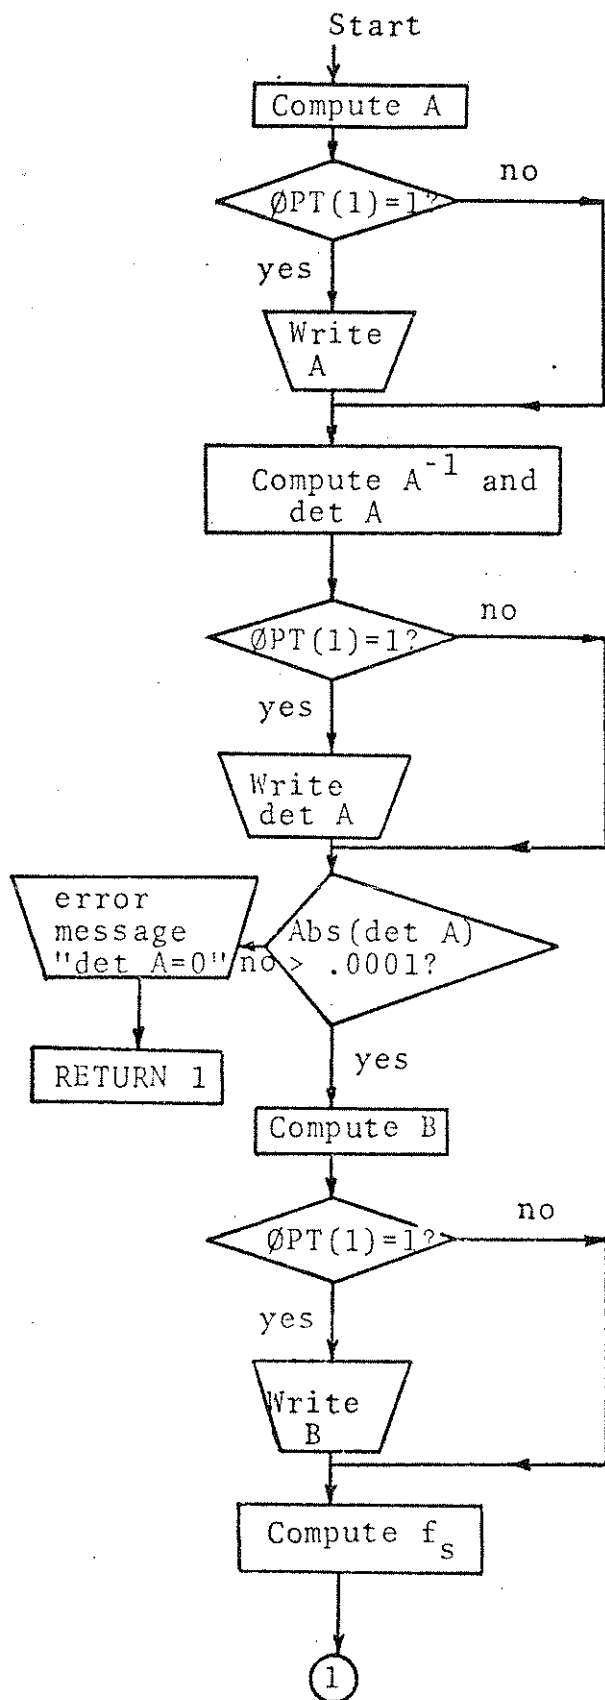 Start
Compute A
ØPT(1)=1?
no
yes
Write
A
Compute A⁻¹ and
det A
ØPT(1)=1?
no
yes
Write
det A
error
message
"det A=0"
no
Abs(det A)
> .0001?
RETURN 1
yes
Compute B
ØPT(1)=1?
no
yes
Write
B
Compute fₛ
1